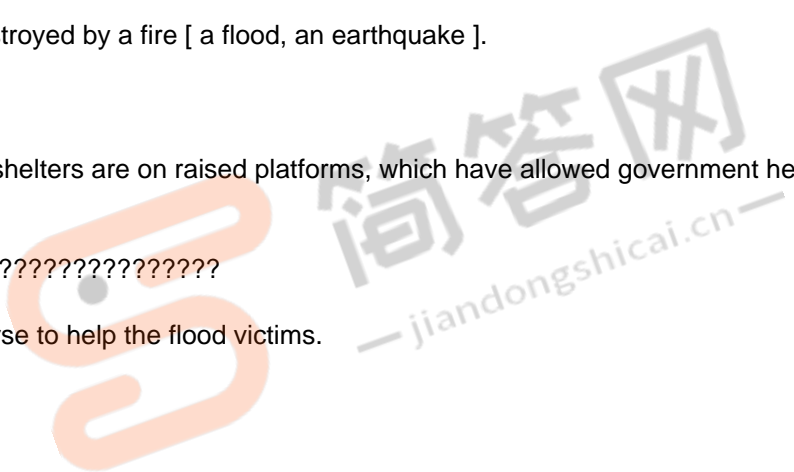 troyed by a fire [ a flood, an earthquake ].
shelters are on raised platforms, which have allowed government he
???????????????
se to help the flood victims.
简答网
jiandongshicai.cn